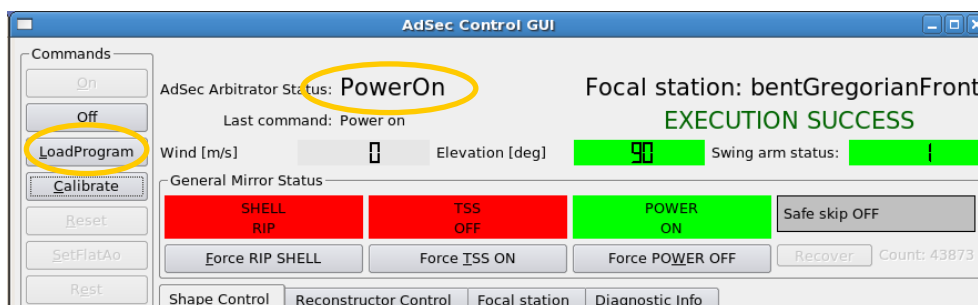 AdSec Control GUI
Commands
On
Off
LoadProgram
Calibrate
Reset
SetFlatAo
Rest
AdSec Arbitrator Status: PowerOn
Focal station: bentGregorianFront
Last command: Power on
EXECUTION SUCCESS
Wind [m/s] 0 Elevation [deg] 90 Swing arm status: 1
General Mirror Status
SHELL
RIP
TSS
OFF
POWER
ON
Safe skip OFF
Force RIP SHELL Force TSS ON Force POWER OFF Recover Count: 43873
Shape Control Reconstructor Control Focal station Diagnostic Info